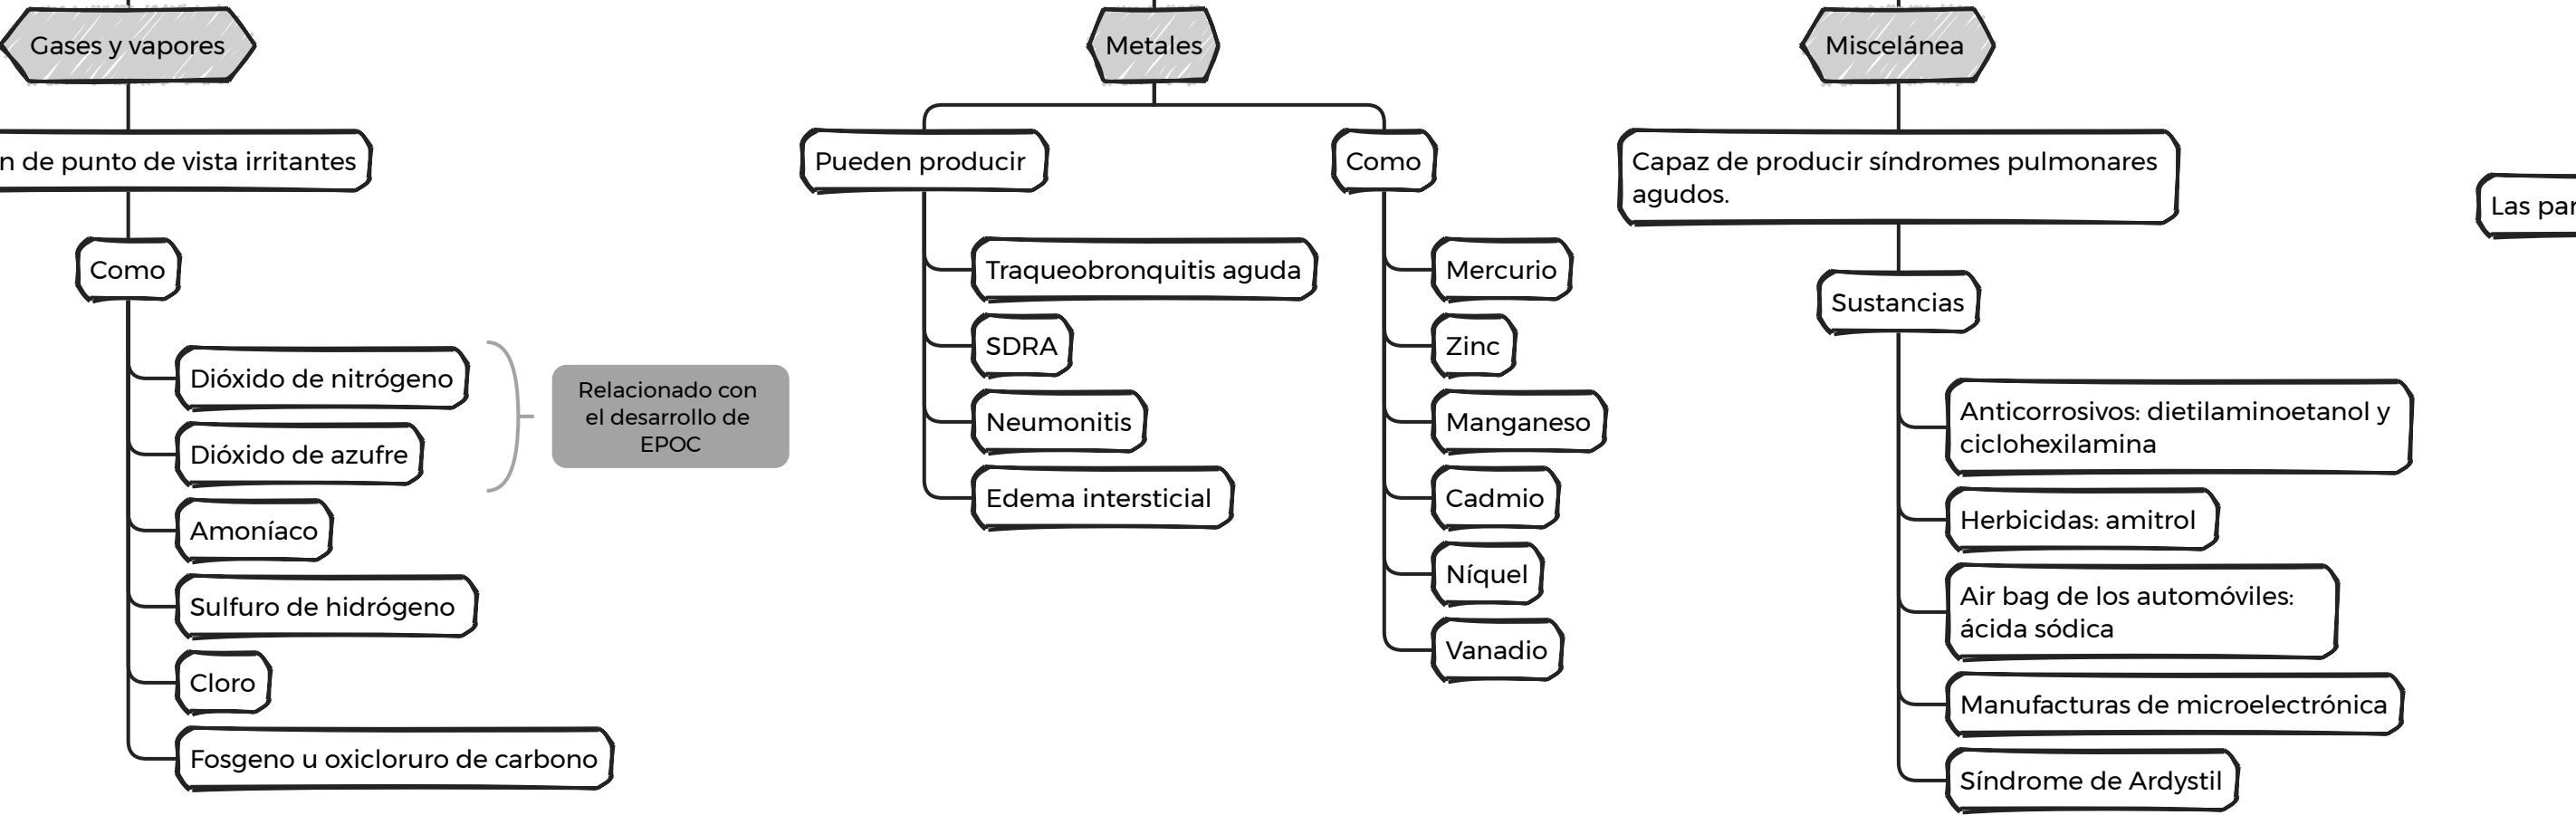 Gases y vapores
n de punto de vista irritantes
Como
Dióxido de nitrógeno
Dióxido de azufre
Amoníaco
Sulfuro de hidrógeno
Cloro
Fosgeno u oxicloruro de carbono
Relacionado con
el desarrollo de
EPOC
Metales
Pueden producir
Traqueobronquitis aguda
SDRA
Neumonitis
Edema intersticial
Como
Mercurio
Zinc
Manganeso
Cadmio
Níquel
Vanadio
Miscelánea
Capaz de producir síndromes pulmonares
agudos.
Sustancias
Anticorrosivos: dietilaminoetanol y
ciclohexilamina
Herbicidas: amitrol
Air bag de los automóviles:
ácida sódica
Manufacturas de microelectrónica
Síndrome de Ardystil
Las par